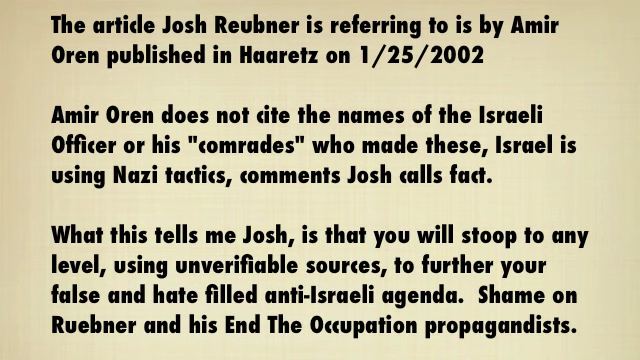 The article Josh Reubner is referring to is by Amir
Oren published in Haaretz on 1/25/2002
Amir Oren does not cite the names of the Israeli
Officer or his "comrades" who made these, Israel is
using Nazi tactics, comments Josh calls fact.
What this tells me Josh, is that you will stoop to any
level, using unverifiable sources, to further your
false and hate filled anti-Israeli agenda.  Shame on
Ruebner and his End The Occupation propagandists.